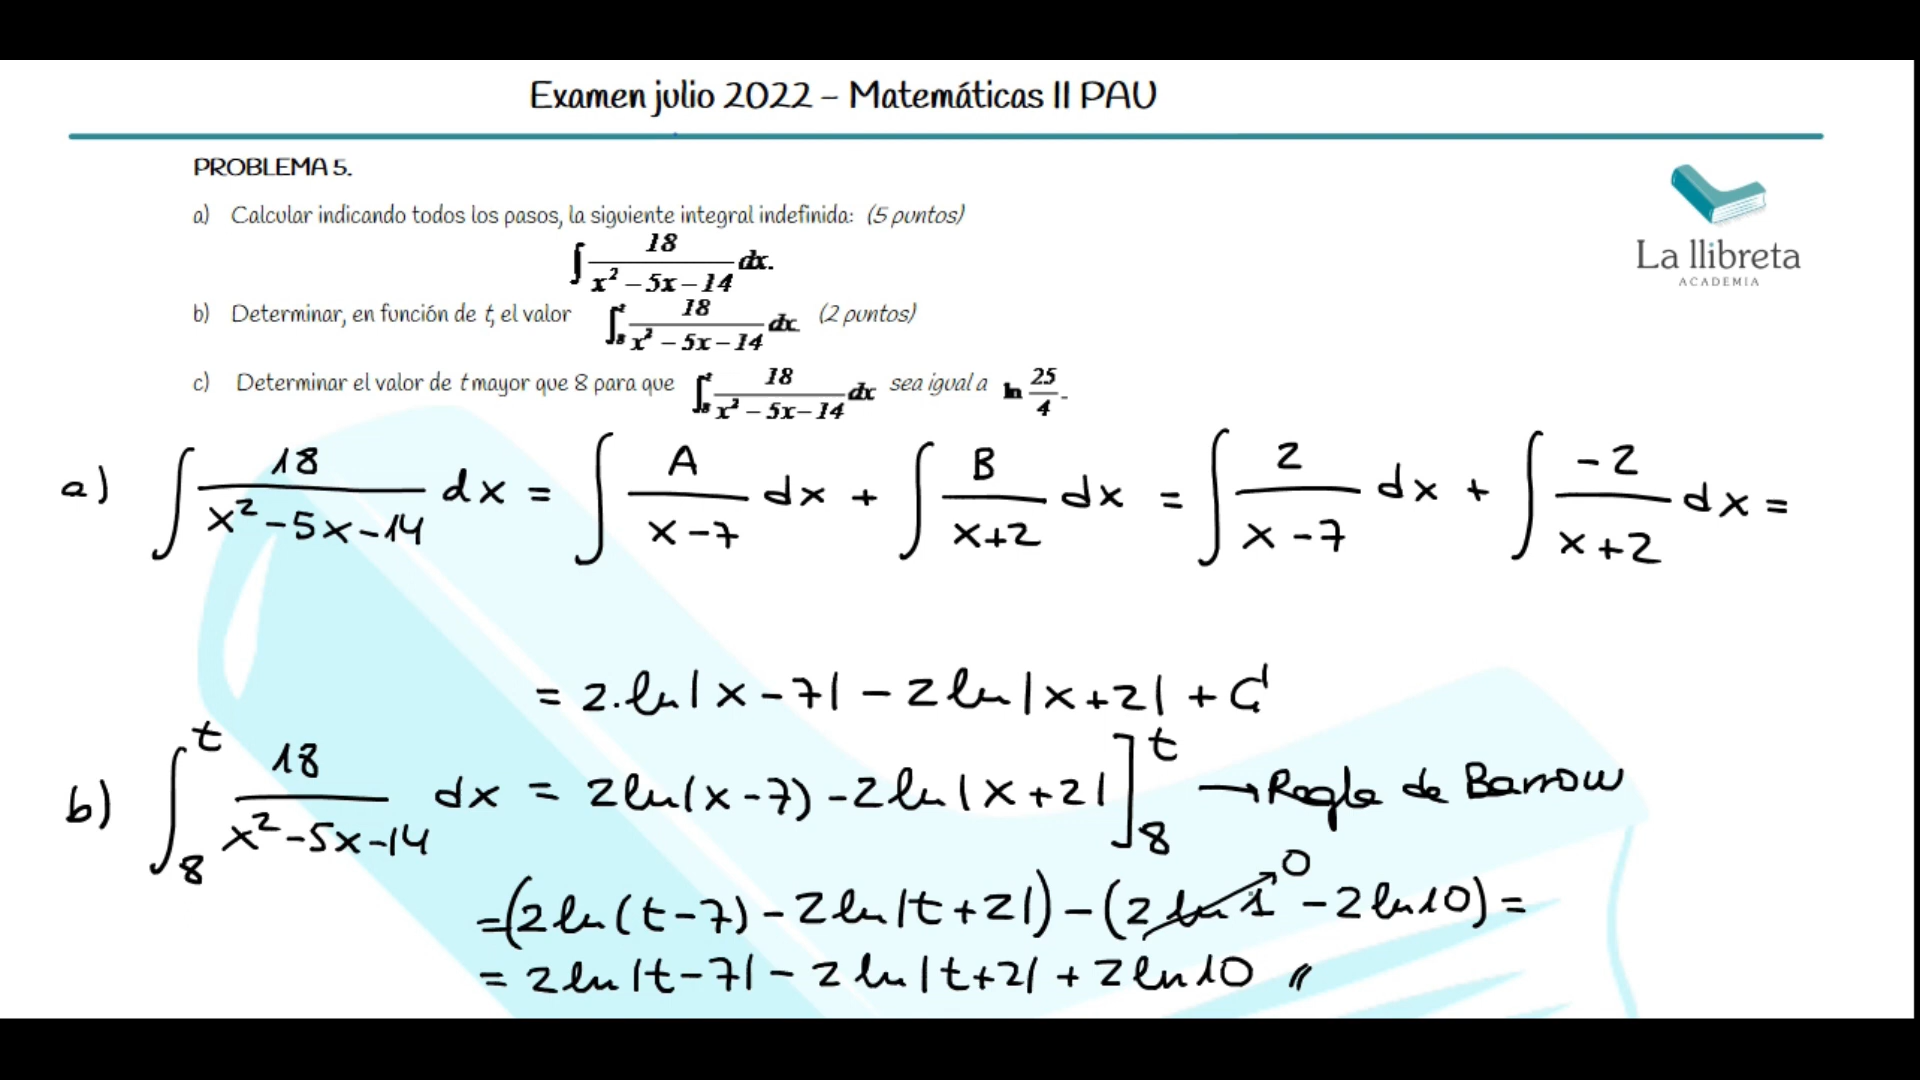 Examen julio 2022 – Matemáticas II PAU
PROBLEMA 5.
a) Calcular indicando todos los pasos, la siguiente integral indefinida: (5 puntos)
∫ 18/(x² – 5x – 14) dx.
b) Determinar, en función de t, el valor ∫₈ᵗ 18/(x² – 5x – 14) dx. (2 puntos)
c) Determinar el valor de t mayor que 8 para que ∫₈ᵗ 18/(x² – 5x – 14) dx sea igual a ln 25/4.
La llibreta
ACADEMIA
a) ∫ 18/(x²-5x-14) dx = ∫ A/(x-7) dx + ∫ B/(x+2) dx = ∫ 2/(x-7) dx + ∫ -2/(x+2) dx =
= 2·ln|x-7| - 2ln|x+2| + C
b) ∫₈ᵗ 18/(x²-5x-14) dx = 2ln(x-7) - 2ln|x+2| ]₈ᵗ → Regla de Barrow
= (2ln(t-7) - 2ln|t+2|) - (2ln1 0 - 2ln10) =
= 2ln|t-7| - 2ln|t+2| + 2ln10 //